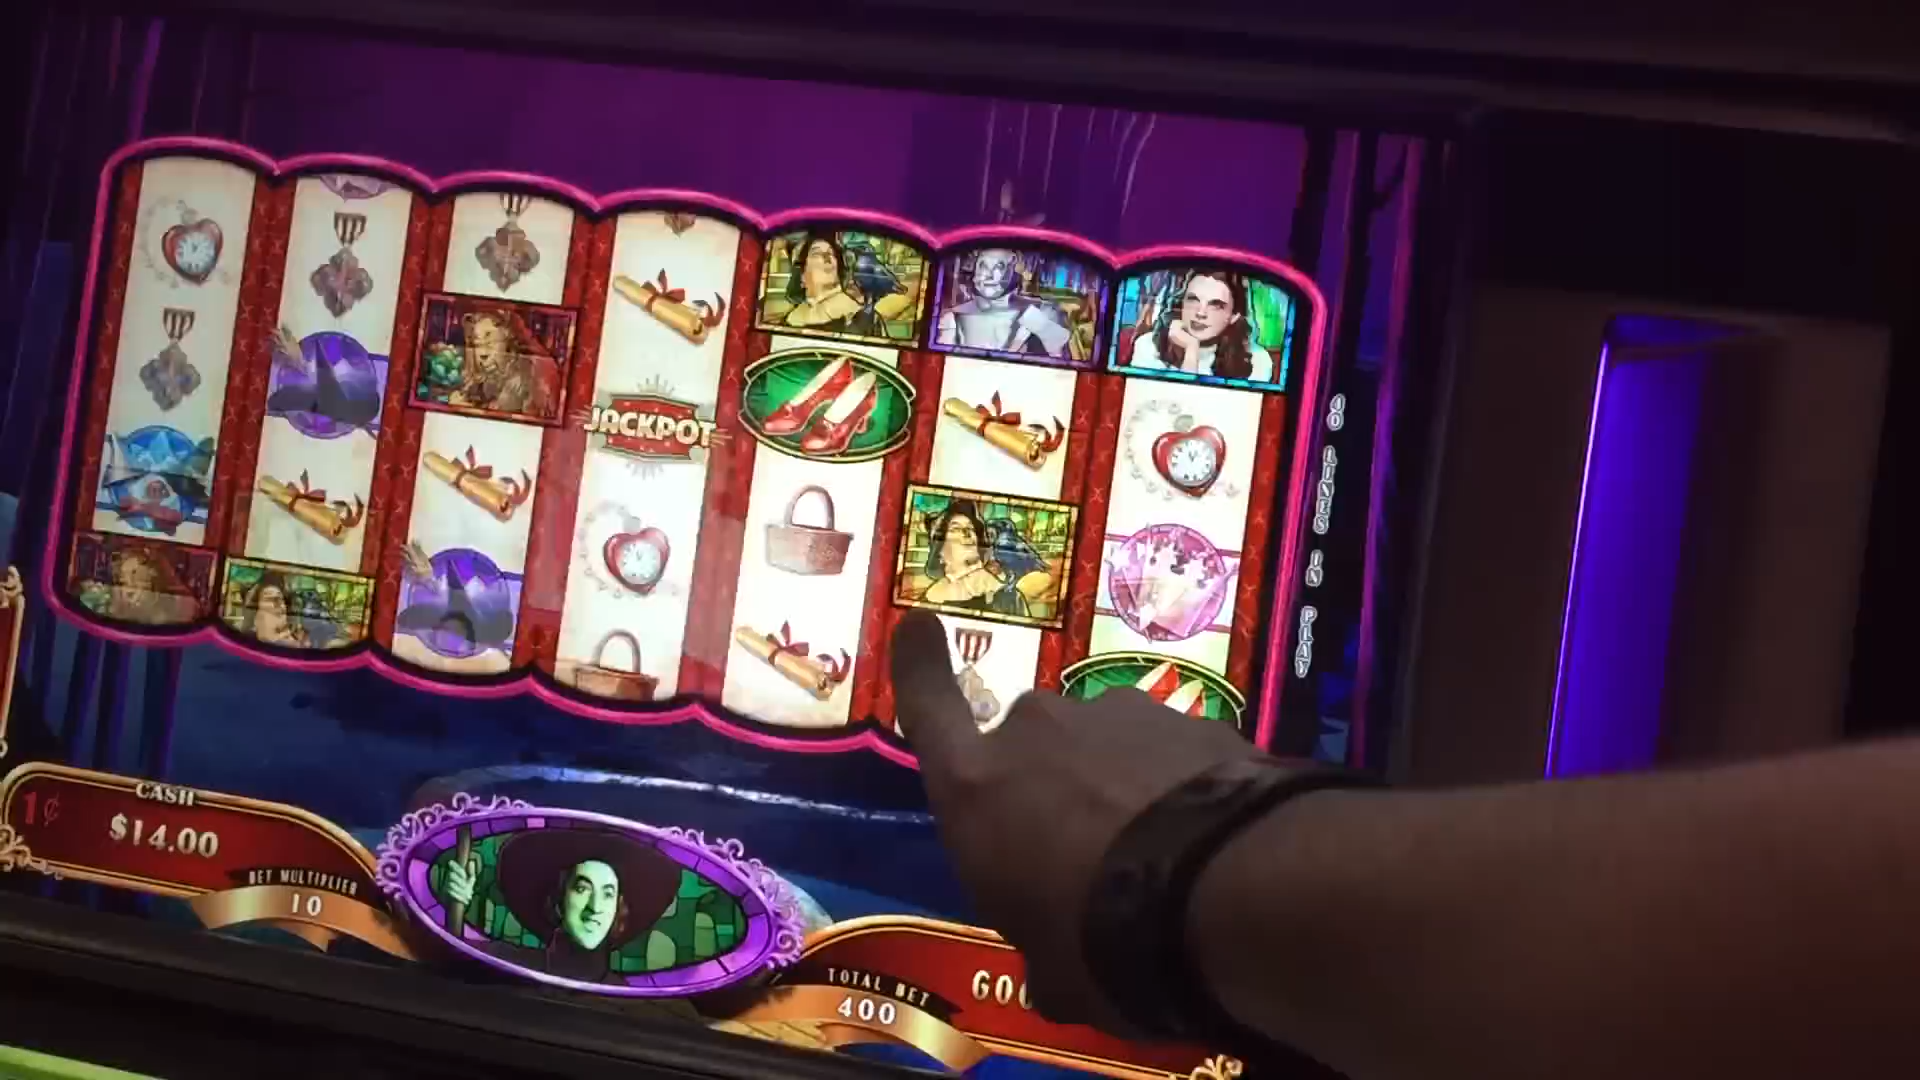 JACKPOT
40 LINES IN PLAY
1¢
CASH
$14.00
BET MULTIPLIER
10
TOTAL BET
400